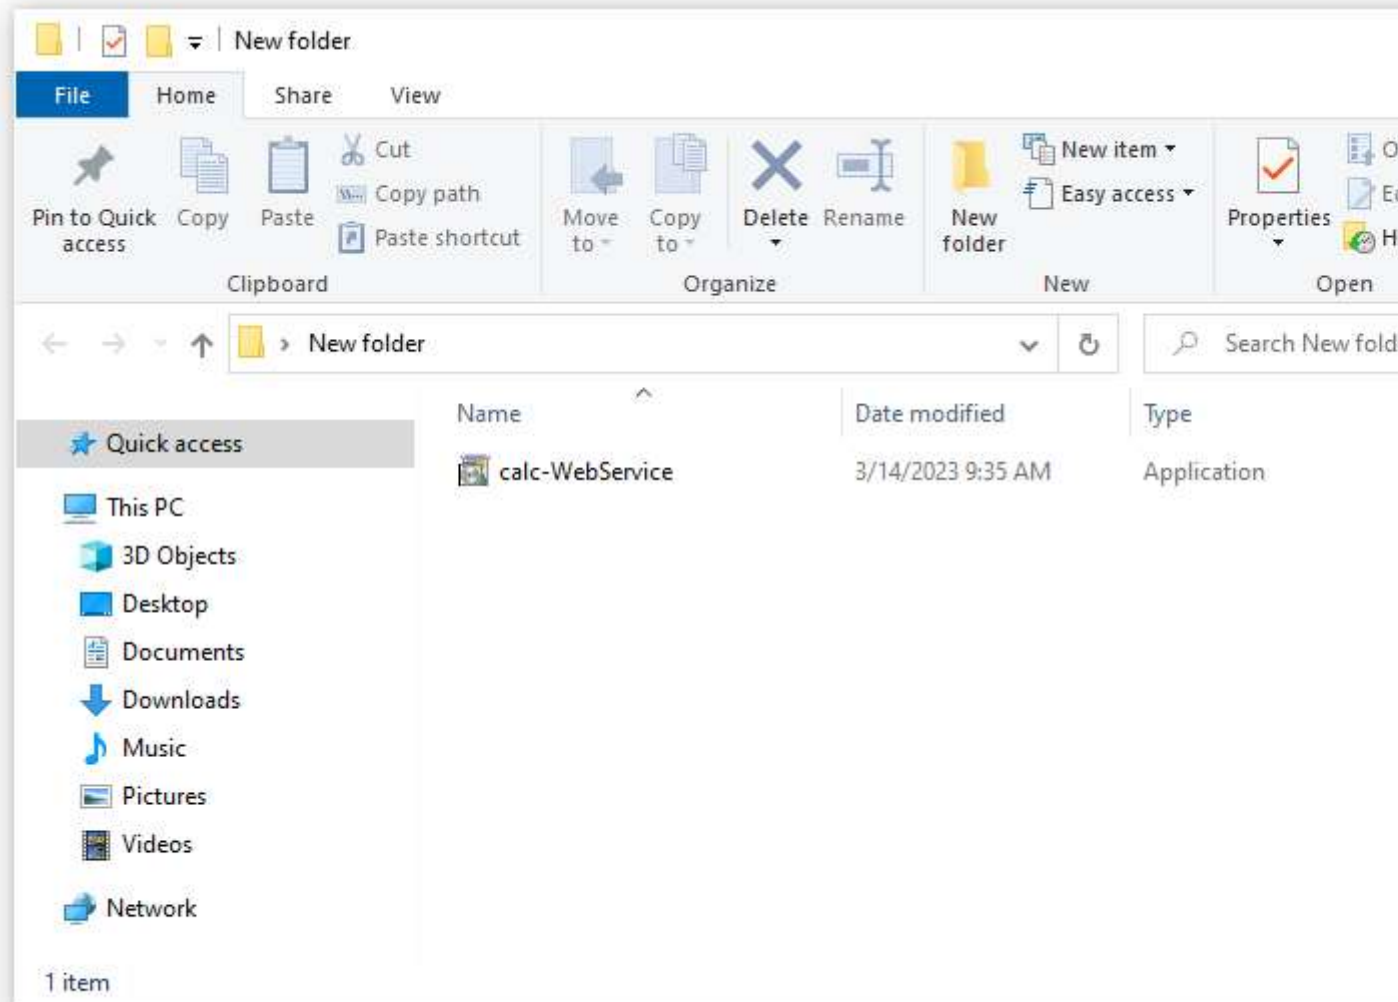 New folder
File Home Share View
Pin to Quick access
Copy
Paste
Cut
Copy path
Paste shortcut
Clipboard
Move to
Copy to
Delete
Rename
Organize
New folder
New item
Easy access
New
Properties
Open
New folder
Search New fold
Name Date modified Type
Quick access
calc-WebService 3/14/2023 9:35 AM Application
This PC
3D Objects
Desktop
Documents
Downloads
Music
Pictures
Videos
Network
1 item